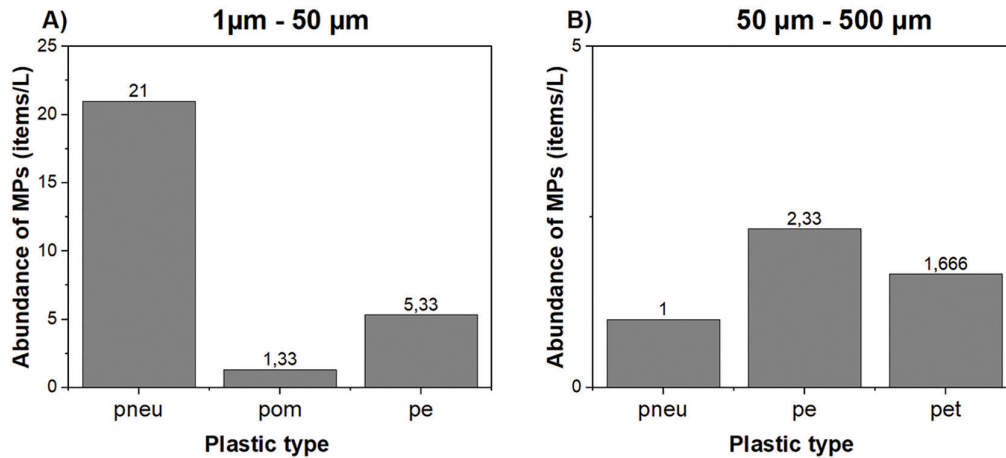 A)
1µm - 50 µm
Abundance of MPs (items/L)
25
20
15
10
5
0
21
1,33
5,33
pneu pom pe
Plastic type
B)
50 µm - 500 µm
Abundance of MPs (items/L)
5
0
1
2,33
1,666
pneu pe pet
Plastic type